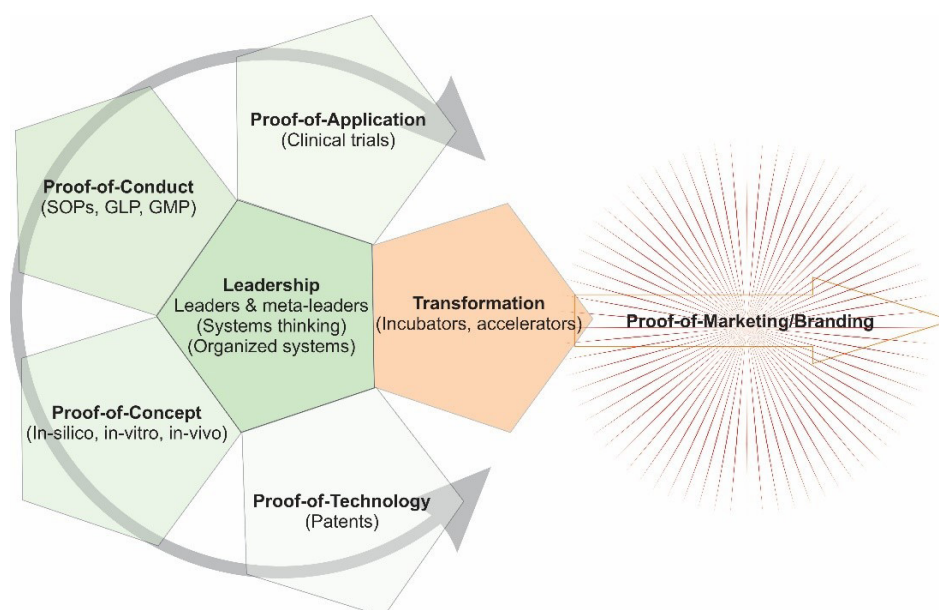 Proof-of-Application
(Clinical trials)
Proof-of-Conduct
(SOPs, GLP, GMP)
Leadership
Leaders & meta-leaders
(Systems thinking)
(Organized systems)
Transformation
(Incubators, accelerators)
Proof-of-Marketing/Branding
Proof-of-Concept
(In-silico, in-vitro, in-vivo)
Proof-of-Technology
(Patents)